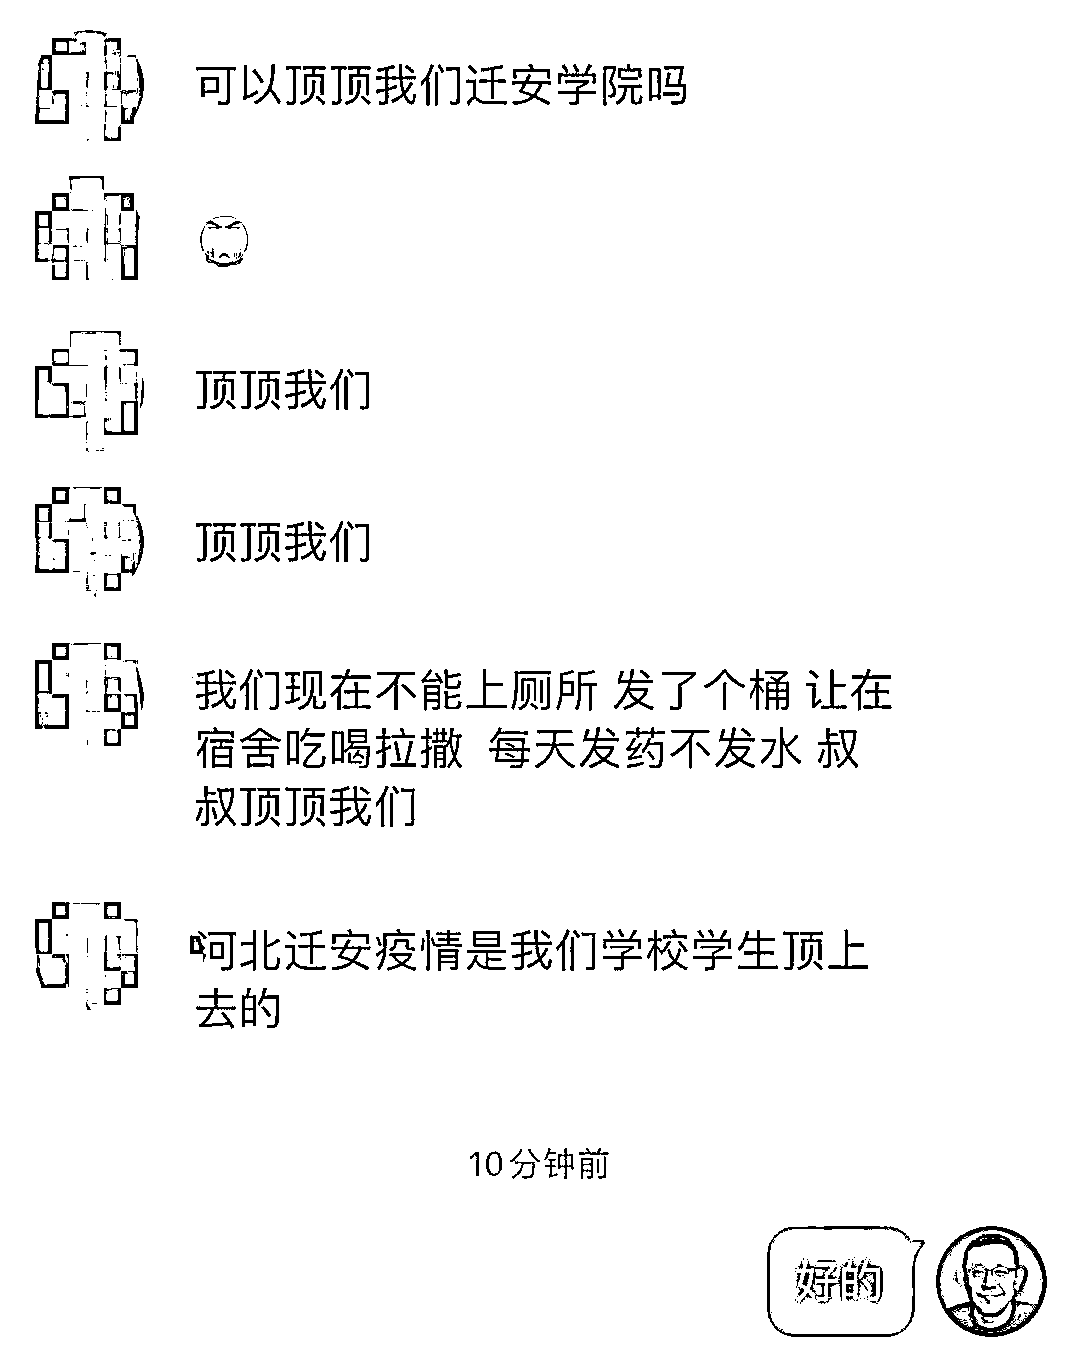 可以顶顶我们迁安学院吗
顶顶我们
顶顶我们
我们现在不能上厕所 发了个桶 让在
宿舍吃喝拉撒 每天发药不发水 叔
叔顶顶我们
河北迁安疫情是我们学校学生顶上
去的
10分钟前
好的